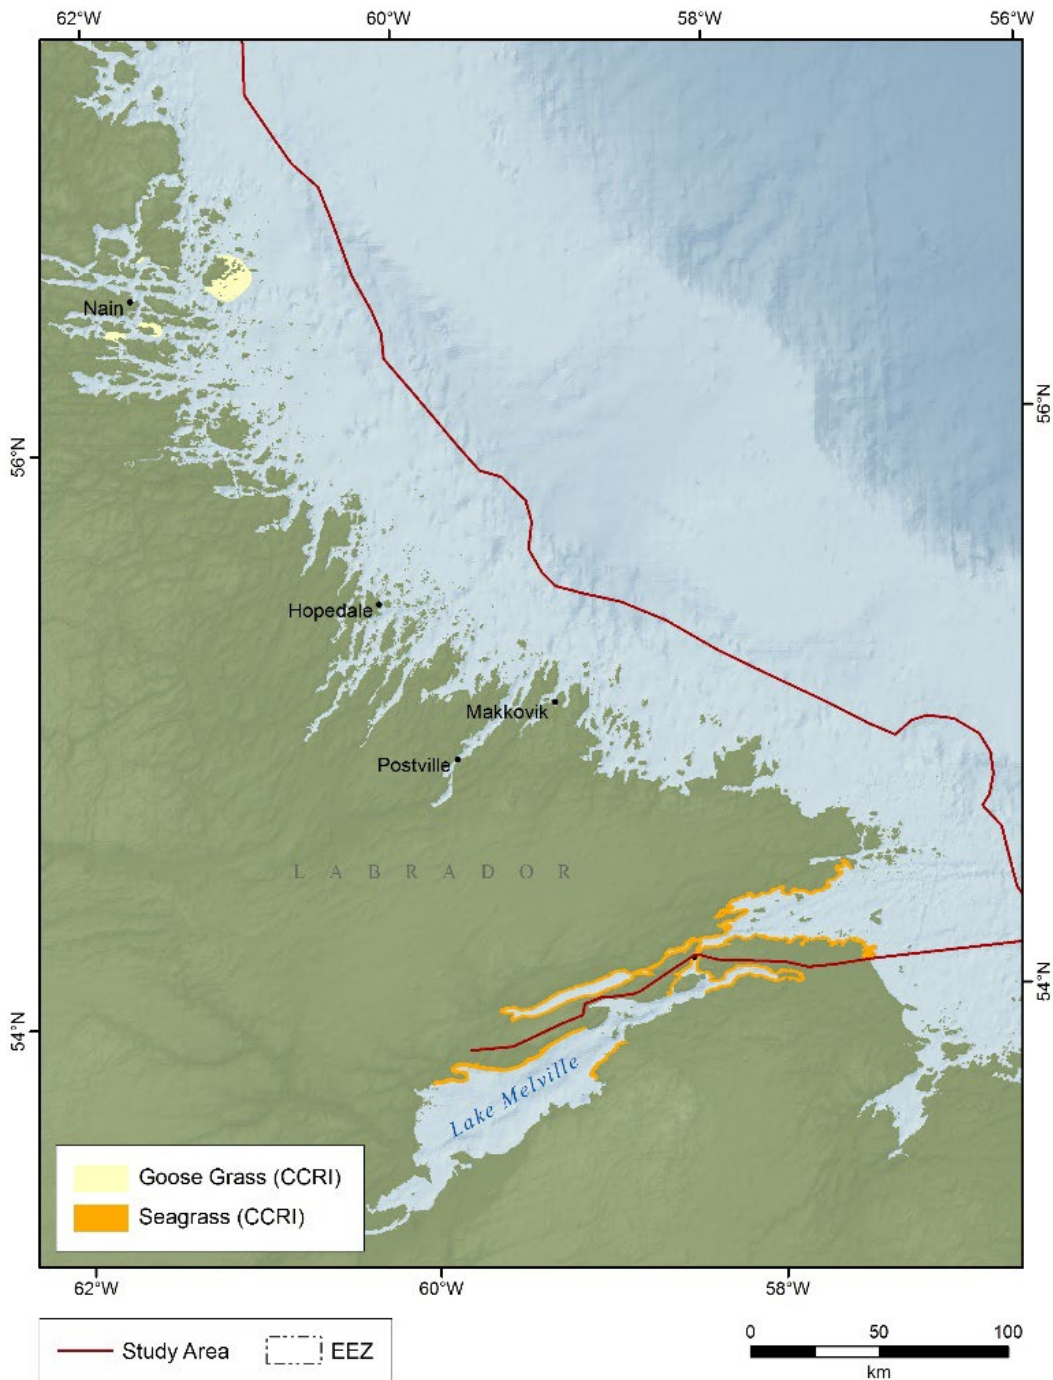 62°W 60°W 58°W 56°W
Nain
56°N
56°N
Hopedale
Makkovik
Postville
LABRADOR
54°N
54°N
Lake Melville
Goose Grass (CCRI)
Seagrass (CCRI)
62°W 60°W 58°W
Study Area EEZ
0 50 100
km